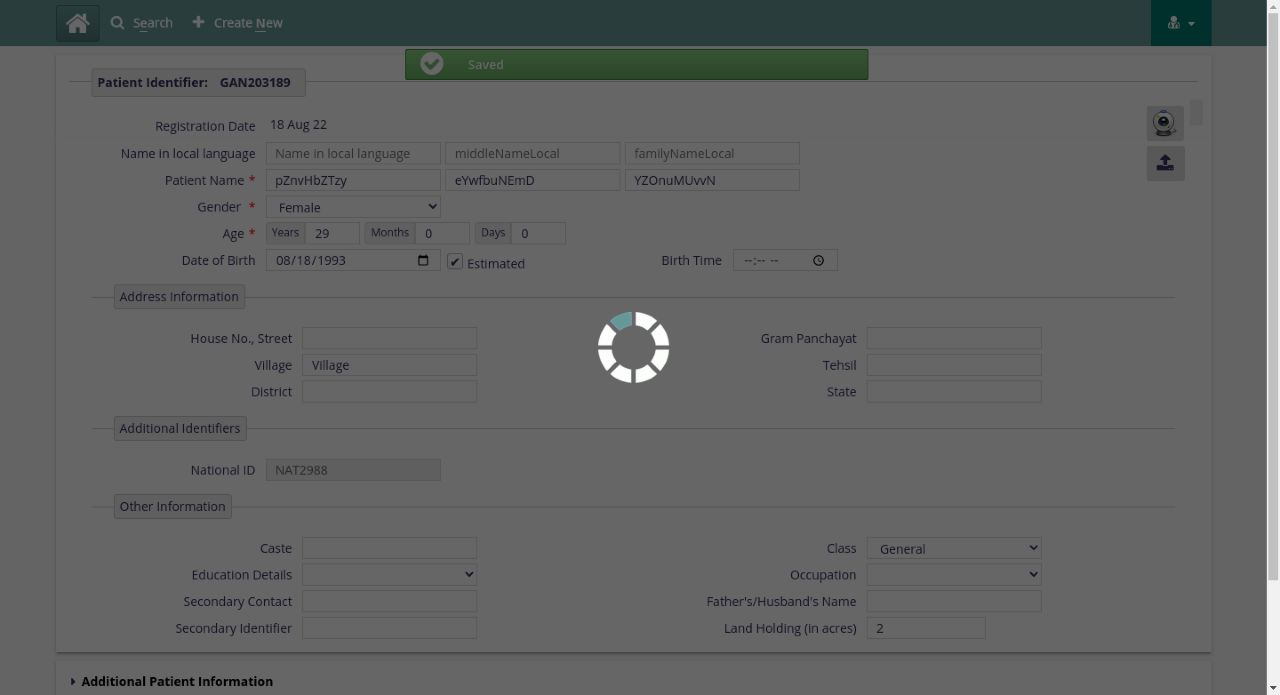 Search Create New
Saved
Patient Identifier: GAN203189
Registration Date 18 Aug 22
Name in local language Name in local language middleNameLocal familyNameLocal
Patient Name * pZnvHbZTzy eYwfbuNEmD YZOnuMUvvN
Gender * Female
Age * Years 29 Months 0 Days 0
Date of Birth 08/18/1993 Estimated Birth Time --:-- --
Address Information
House No., Street Gram Panchayat
Village Village Tehsil
District State
Additional Identifiers
National ID NAT2988
Other Information
Caste Class General
Education Details Occupation
Secondary Contact Father's/Husband's Name
Secondary Identifier Land Holding (in acres) 2
Additional Patient Information